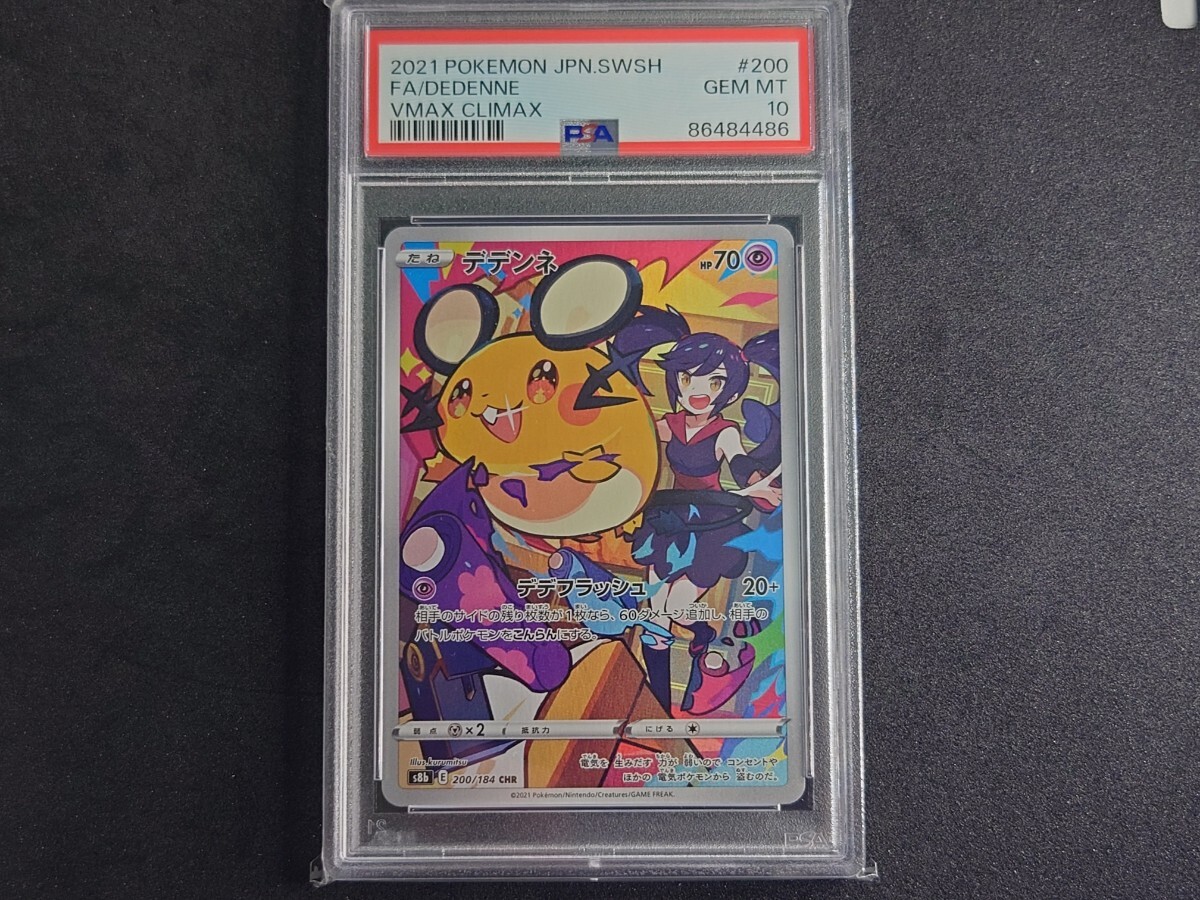 2021 POKEMON JPN.SWSH #200
FA/DEDENNE GEM MT
VMAX CLIMAX 10
PSA 86484486
たね デデンネ HP70
デデフラッシュ 20+
相手のサイドの残り枚数が1枚なら、60ダメージ追加し、相手の
バトルポケモンをこんらんにする。
弱点 ×2 抵抗力 にげる
Illus. kurumitsu
電気を 生みだす 力が 弱いので コンセントや
s8b E 200/184 CHR
ほかの 電気ポケモンから 盗むのだ。
©2021 Pokémon/Nintendo/Creatures/GAME FREAK.